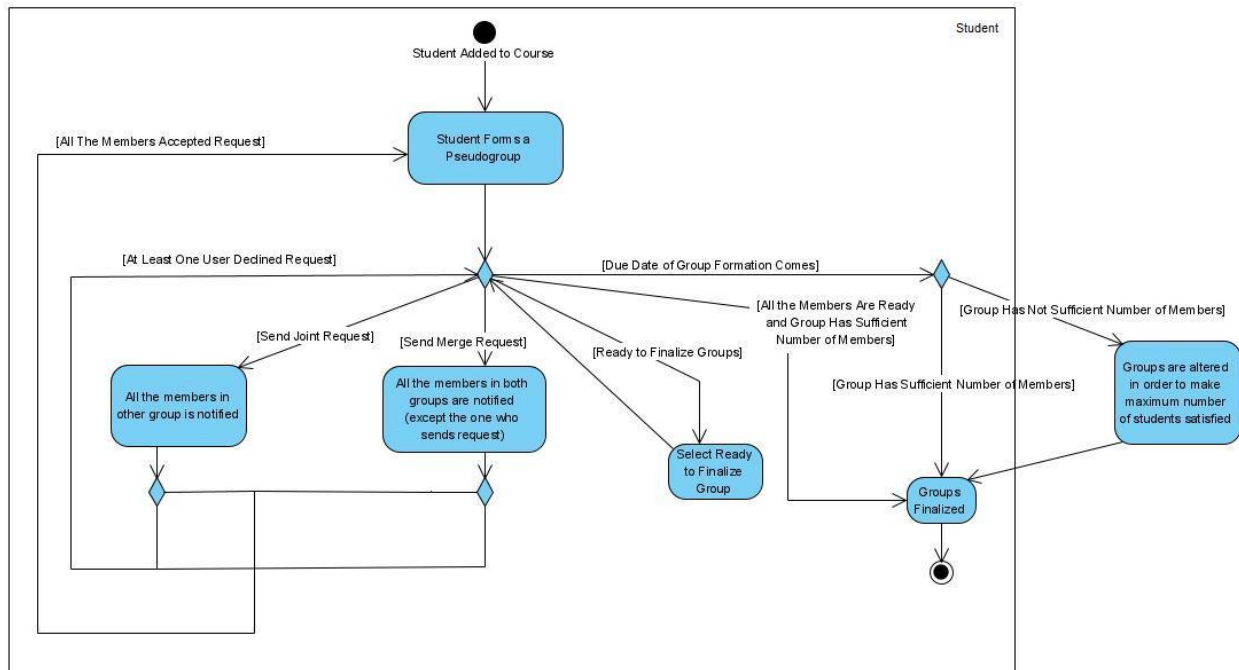 Student
Student Added to Course
[All The Members Accepted Request]
Student Forms a
Pseudogroup
[At Least One User Declined Request]
[Due Date of Group Formation Comes]
[All the Members Are Ready
and Group Has Sufficient
Number of Members]
[Group Has Not Sufficient Number of Members]
[Send Joint Request]
[Send Merge Request]
[Ready to Finalize Groups]
[Group Has Sufficient Number of Members]
All the members in
other group is notified
All the members in both
groups are notified
(except the one who
sends request)
Groups are altered
in order to make
maximum number
of students satisfied
Select Ready
to Finalize
Group
Groups
Finalized